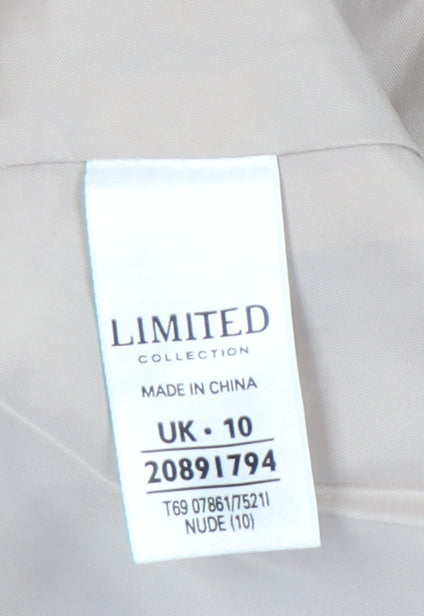 LIMITED
COLLECTION
MADE IN CHINA
UK · 10
20891794
T69 07861/7521I
NUDE (10)